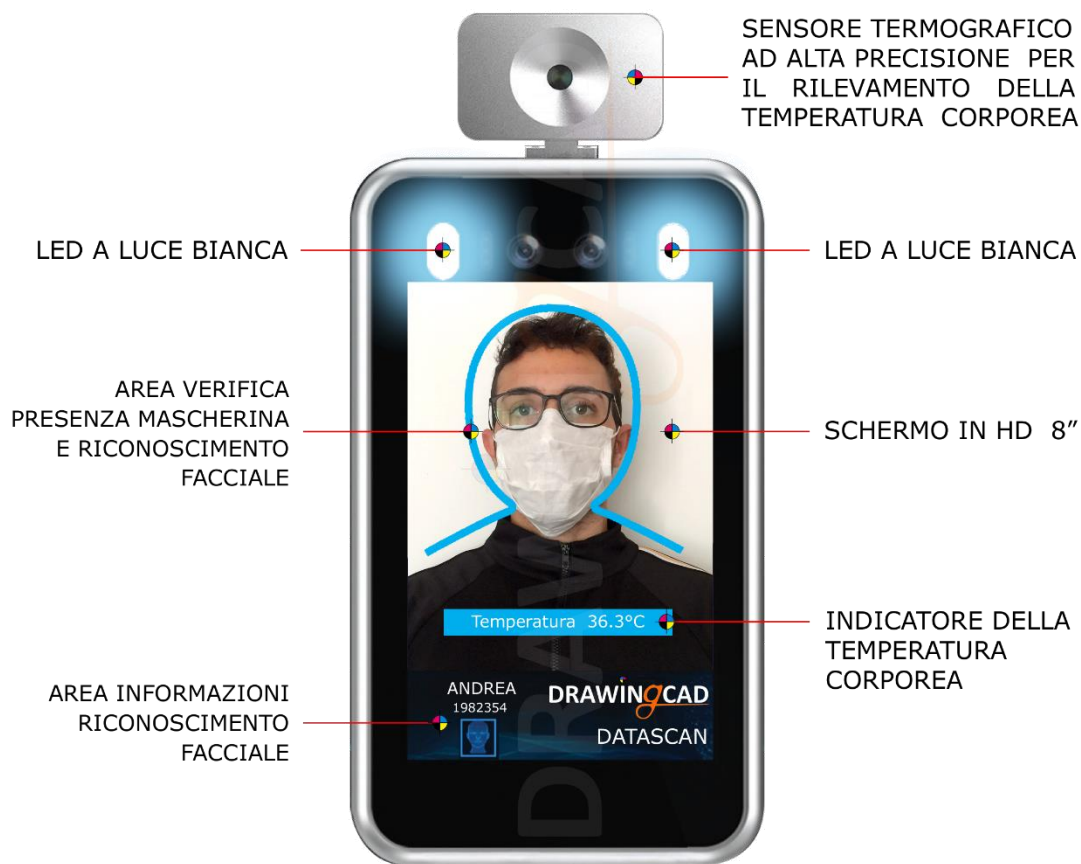 SENSORE TERMOGRAFICO
AD ALTA PRECISIONE PER
IL RILEVAMENTO DELLA
TEMPERATURA CORPOREA
LED A LUCE BIANCA
LED A LUCE BIANCA
AREA VERIFICA
PRESENZA MASCHERINA
E RICONOSCIMENTO
FACCIALE
SCHERMO IN HD 8”
Temperatura 36.3°C
INDICATORE DELLA
TEMPERATURA
CORPOREA
AREA INFORMAZIONI
RICONOSCIMENTO
FACCIALE
ANDREA
1982354
DRAWINgCAD
DATASCAN
DRAWINgCAD